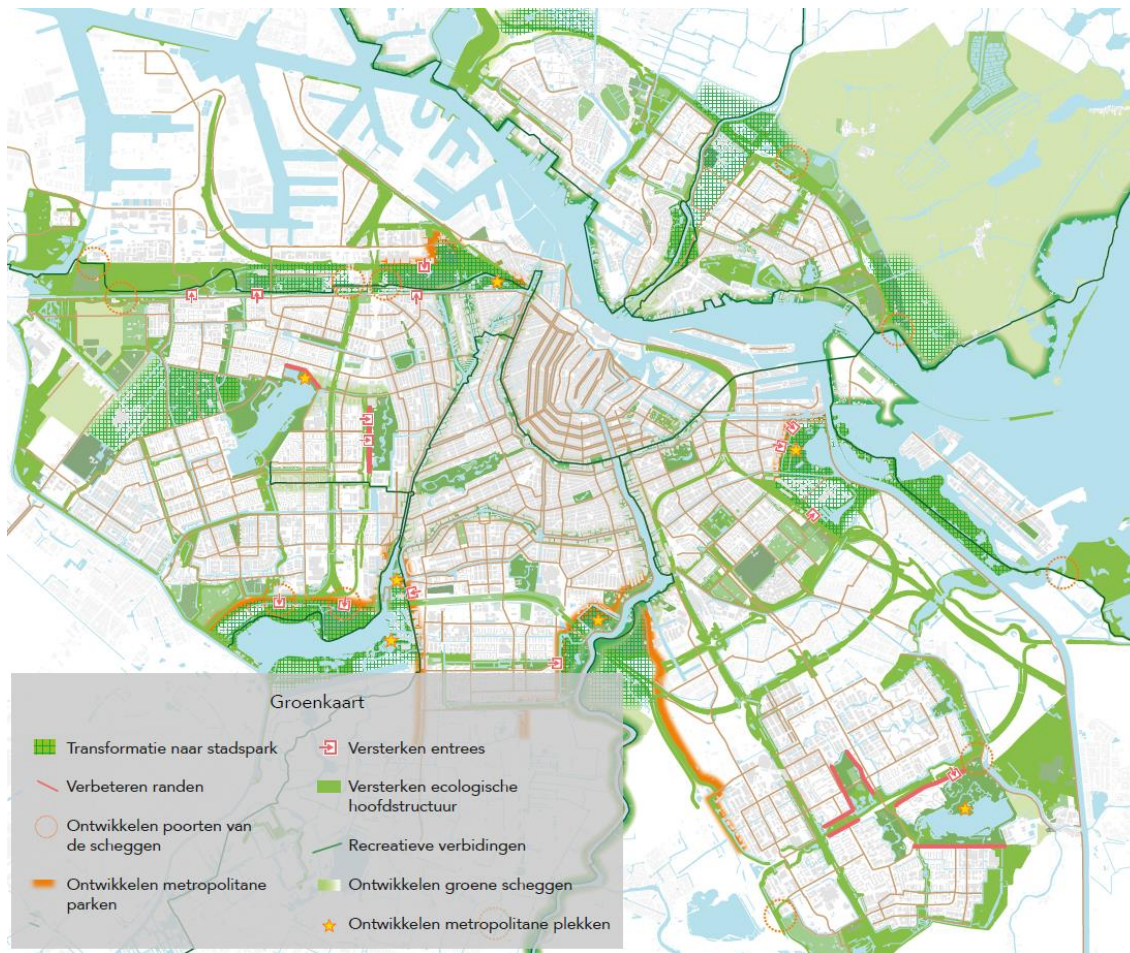 Groenkaart
Transformatie naar stadspark
Verbeteren randen
Ontwikkelen poorten van
de scheggen
Ontwikkelen metropolitane
parken
Versterken entrees
Versterken ecologische
hoofdstructuur
Recreatieve verbidingen
Ontwikkelen groene scheggen
Ontwikkelen metropolitane plekken